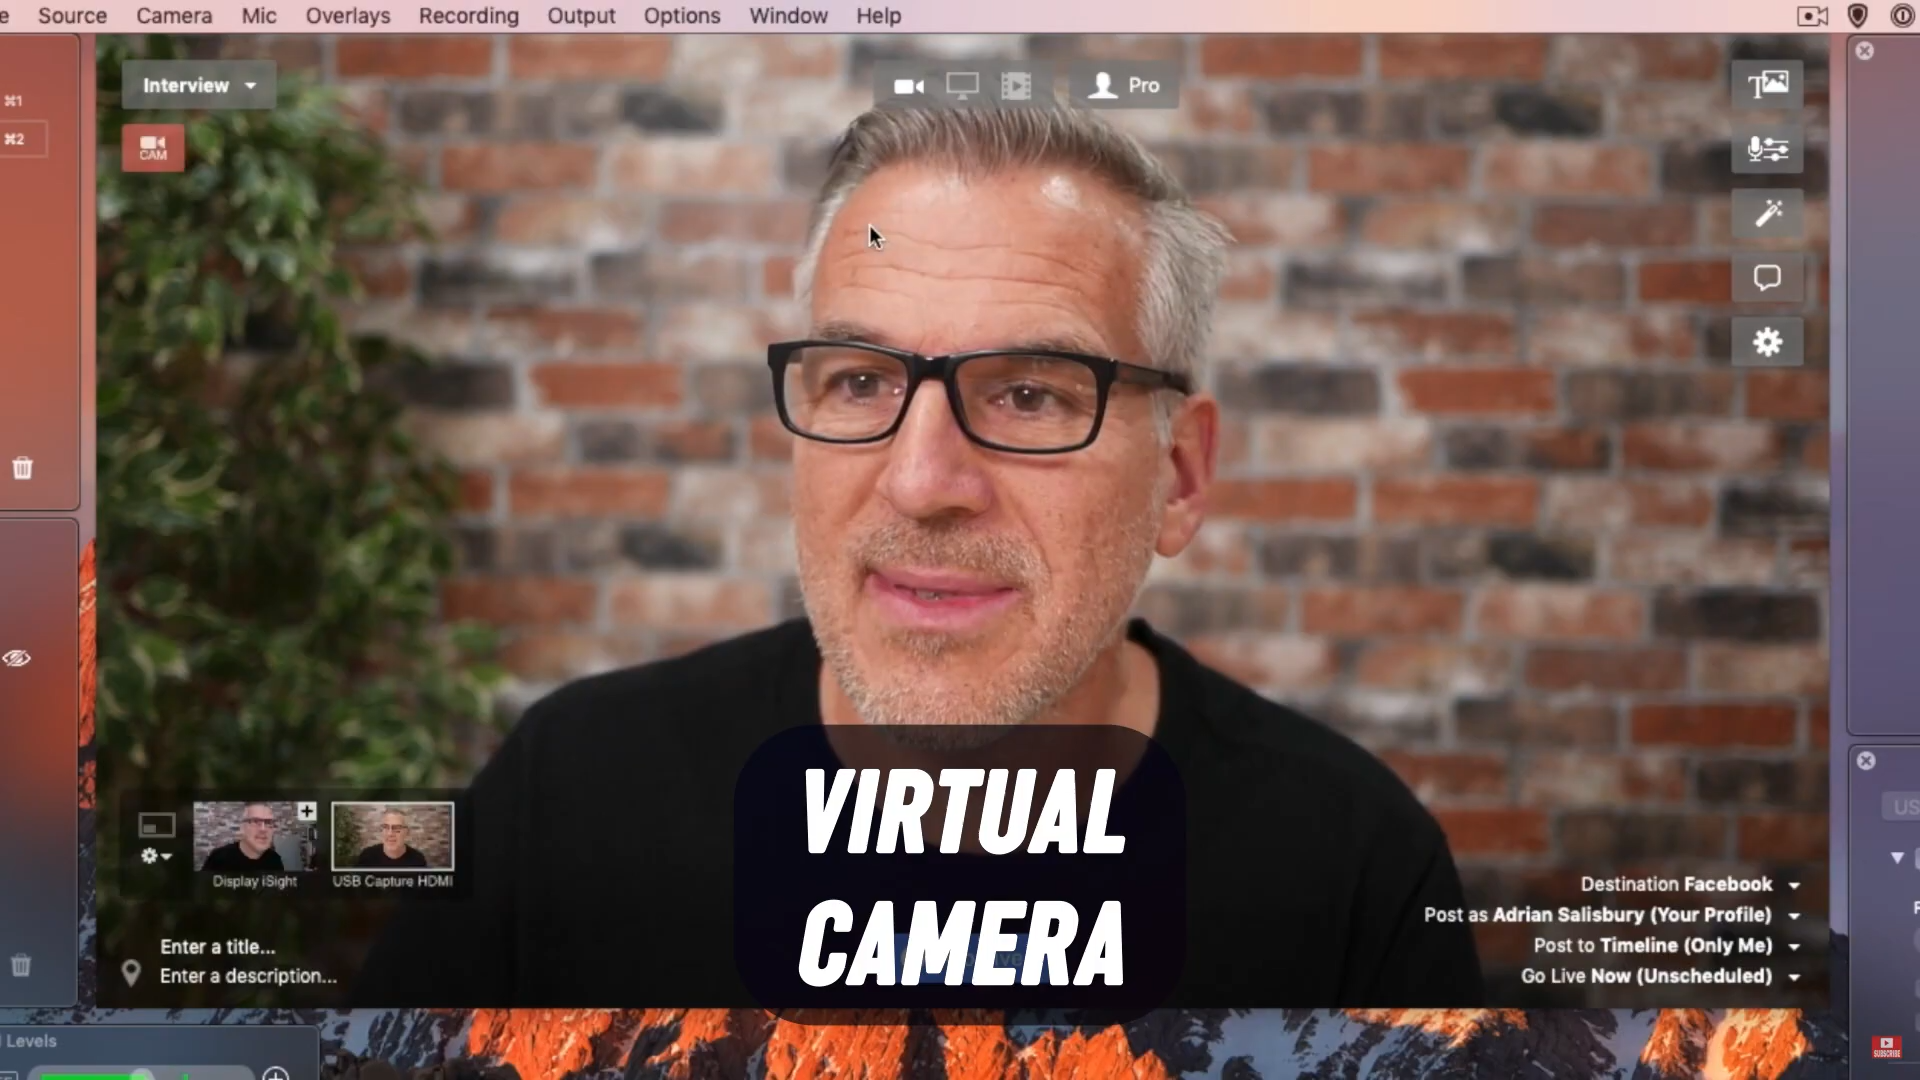 Source Camera Mic Overlays Recording Output Options Window Help
⌘1
⌘2
Interview
CAM
Pro
Display iSight
USB Capture HDMI
VIRTUAL
CAMERA
Enter a title...
Enter a description...
Destination Facebook
Post as Adrian Salisbury (Your Profile)
Post to Timeline (Only Me)
Go Live Now (Unscheduled)
Levels
SUBSCRIBE